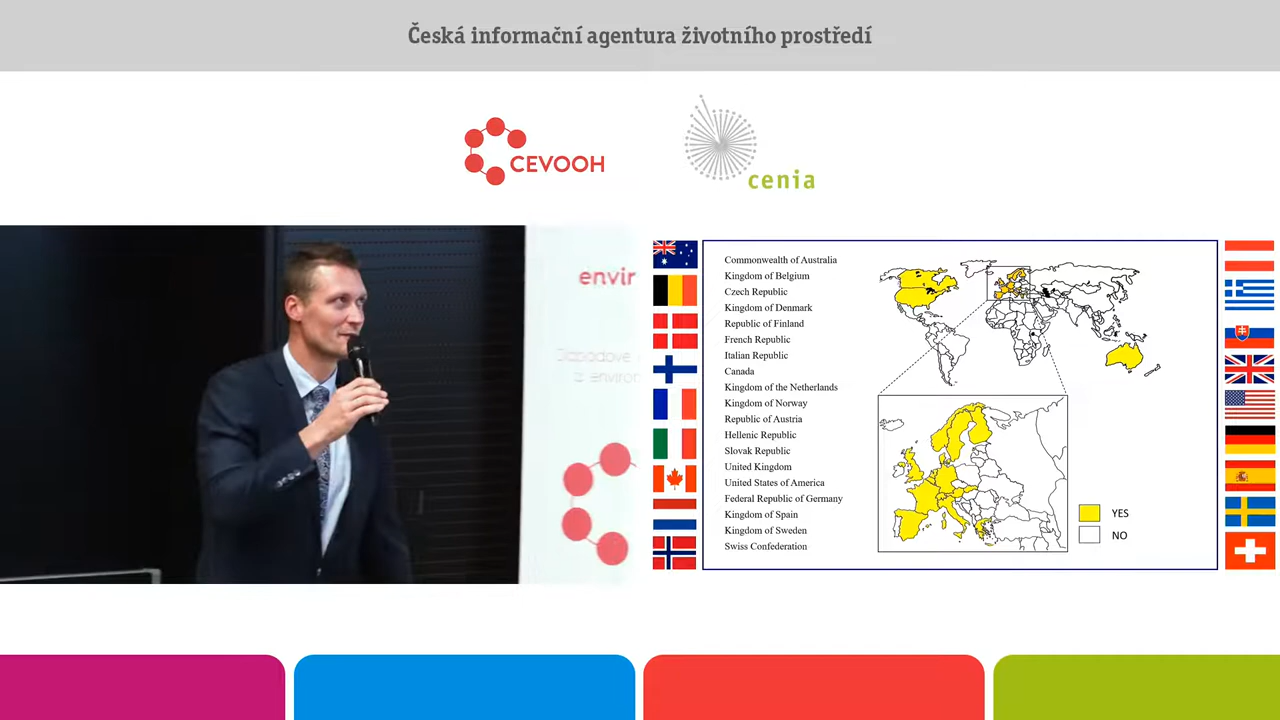 Česká informační agentura životního prostředí
CEVOOH
cenia
envir
z environ
Commonwealth of Australia
Kingdom of Belgium
Czech Republic
Kingdom of Denmark
Republic of Finland
French Republic
Italian Republic
Canada
Kingdom of the Netherlands
Kingdom of Norway
Republic of Austria
Hellenic Republic
Slovak Republic
United Kingdom
United States of America
Federal Republic of Germany
Kingdom of Spain
Kingdom of Sweden
Swiss Confederation
YES
NO